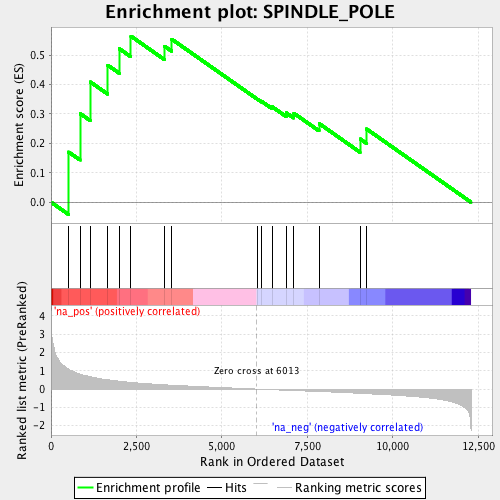 Enrichment plot: SPINDLE_POLE
Enrichment score (ES)
0.5
0.4
0.3
0.2
0.1
0.0
'na_pos' (positively correlated)
Ranked list metric (PreRanked)
4
3
2
1
0
-1
-2
Zero cross at 6013
'na_neg' (negatively correlated)
0 2,500 5,000 7,500 10,000 12,500
Rank in Ordered Dataset
Enrichment profile Hits Ranking metric scores